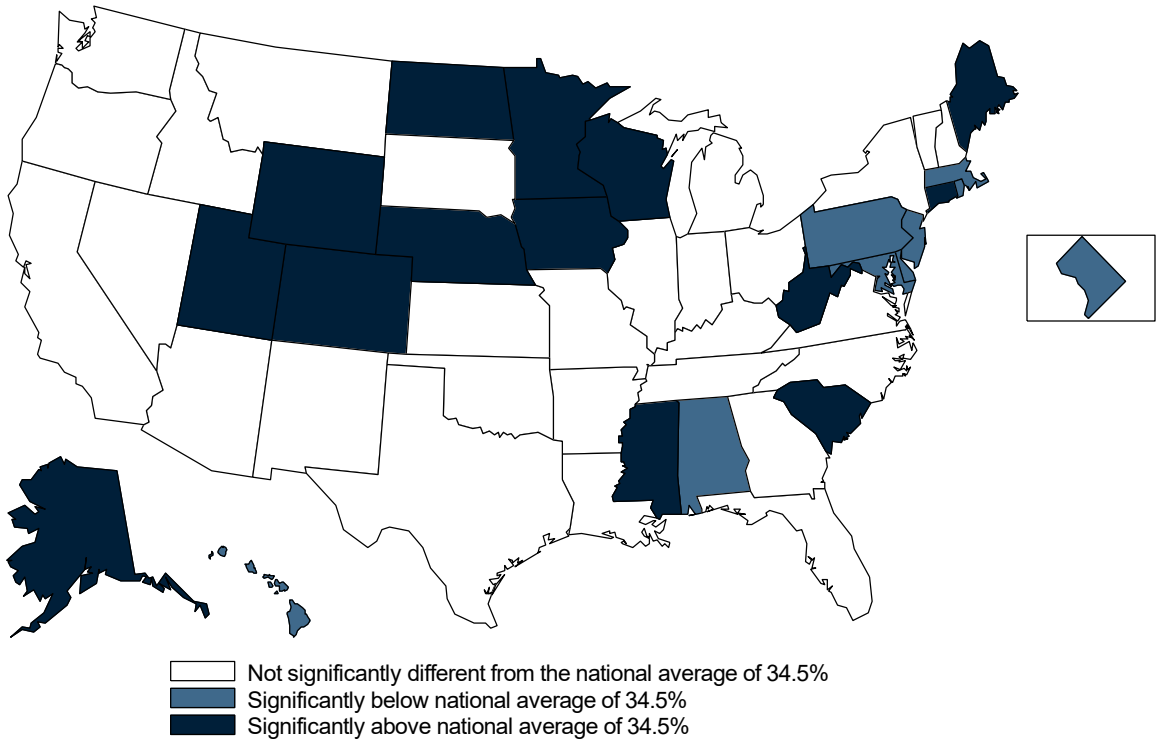 Not significantly different from the national average of 34.5%
Significantly below national average of 34.5%
Significantly above national average of 34.5%